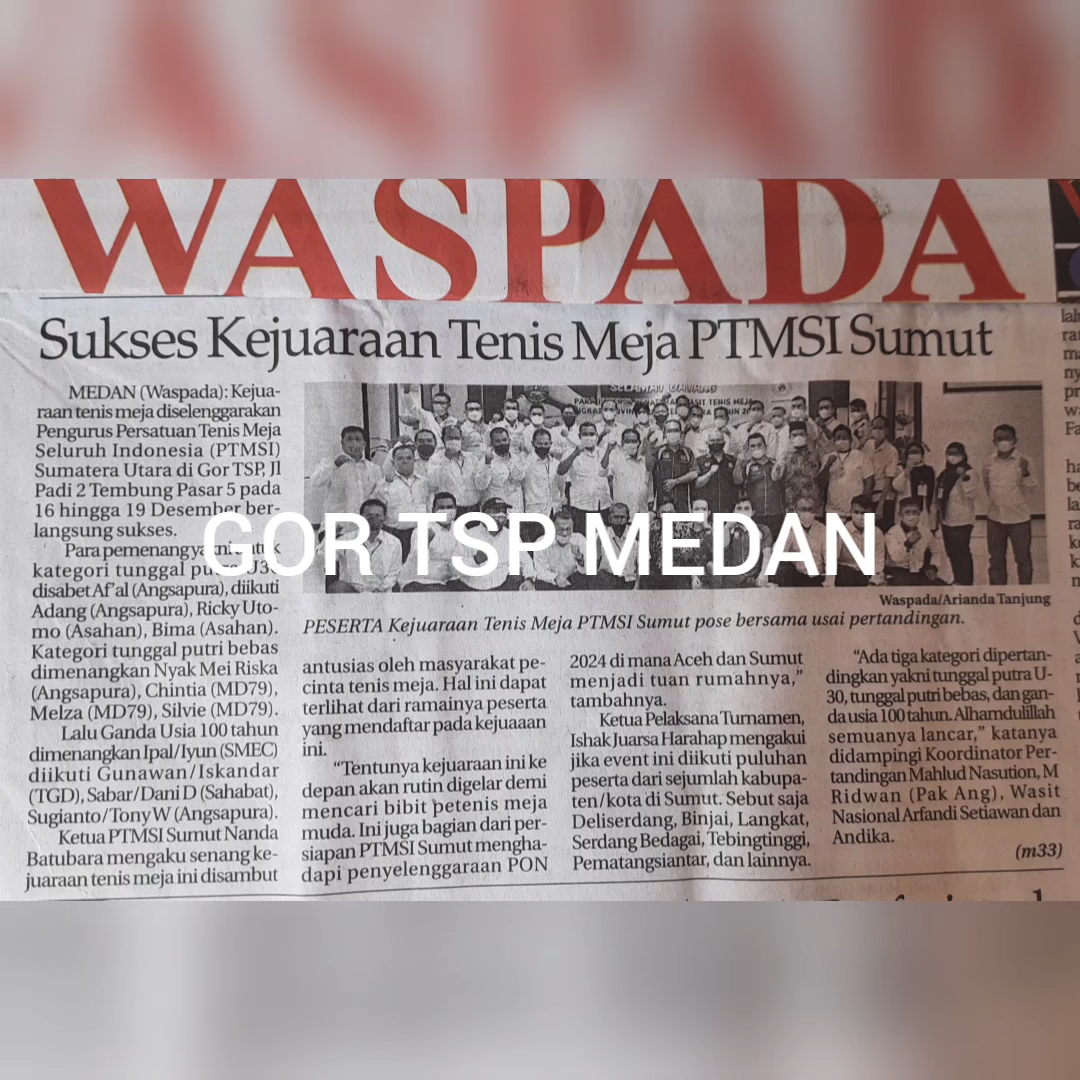 WASPADA
Sukses Kejuaraan Tenis Meja PTMSI Sumut
MEDAN (Waspada): Kejua-
raan tenis meja diselenggarakan
Pengurus Persatuan Tenis Meja
Seluruh Indonesia (PTMSI)
Sumatera Utara di Gor TSP, Jl
Padi 2 Tembung Pasar 5 pada
16 hingga 19 Desember ber-
langsung sukses.
Para pemenang yakni untuk
kategori tunggal putra U30
disabet Af'al (Angsapura), diikuti
Adang (Angsapura), Ricky Uto-
mo (Asahan), Bima (Asahan).
Kategori tunggal putri bebas
dimenangkan Nyak Mei Riska
(Angsapura), Chintia (MD79),
Melza (MD79), Silvie (MD79).
Lalu Ganda Usia 100 tahun
dimenangkan Ipal/Iyun (SMEC)
diikuti Gunawan/Iskandar
(TGD), Sabar/Dani D (Sahabat),
Sugianto/Tony W (Angsapura).
Ketua PTMSI Sumut Nanda
Batubara mengaku senang ke-
juaraan tenis meja ini disambut
SELAMAT DATANG
GOR TSP MEDAN
Waspada/Arianda Tanjung
PESERTA Kejuaraan Tenis Meja PTMSI Sumut pose bersama usai pertandingan.
antusias oleh masyarakat pe-
cinta tenis meja. Hal ini dapat
terlihat dari ramainya peserta
yang mendaftar pada kejuaaan
ini.
"Tentunya kejuaraan ini ke
depan akan rutin digelar demi
mencari bibit petenis meja
muda. Ini juga bagian dari per-
siapan PTMSI Sumut mengha-
dapi penyelenggaraan PON
2024 di mana Aceh dan Sumut
menjadi tuan rumahnya,"
tambahnya.
Ketua Pelaksana Turnamen,
Ishak Juarsa Harahap mengakui
jika event ini diikuti puluhan
peserta dari sejumlah kabupa-
ten/kota di Sumut. Sebut saja
Deliserdang, Binjai, Langkat,
Serdang Bedagai, Tebingtinggi,
Pematangsiantar, dan lainnya.
"Ada tiga kategori dipertan-
dingkan yakni tunggal putra U-
30, tunggal putri bebas, dan gan-
da usia 100 tahun. Alhamdulillah
semuanya lancar," katanya
didampingi Koordinator Per-
tandingan Mahlud Nasution, M
Ridwan (Pak Ang), Wasit
Nasional Arfandi Setiawan dan
Andika.
(m33)